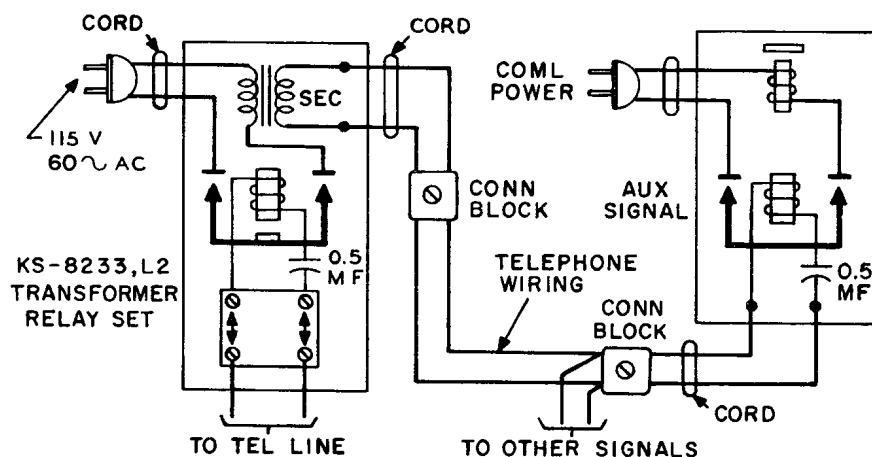 CORD
CORD
COML
POWER
SEC
115 V
60∿ AC
CONN
BLOCK
AUX
SIGNAL
KS-8233, L2
TRANSFORMER
RELAY SET
0.5
MF
TELEPHONE
WIRING
0.5
MF
CONN
BLOCK
CORD
TO TEL LINE
TO OTHER SIGNALS